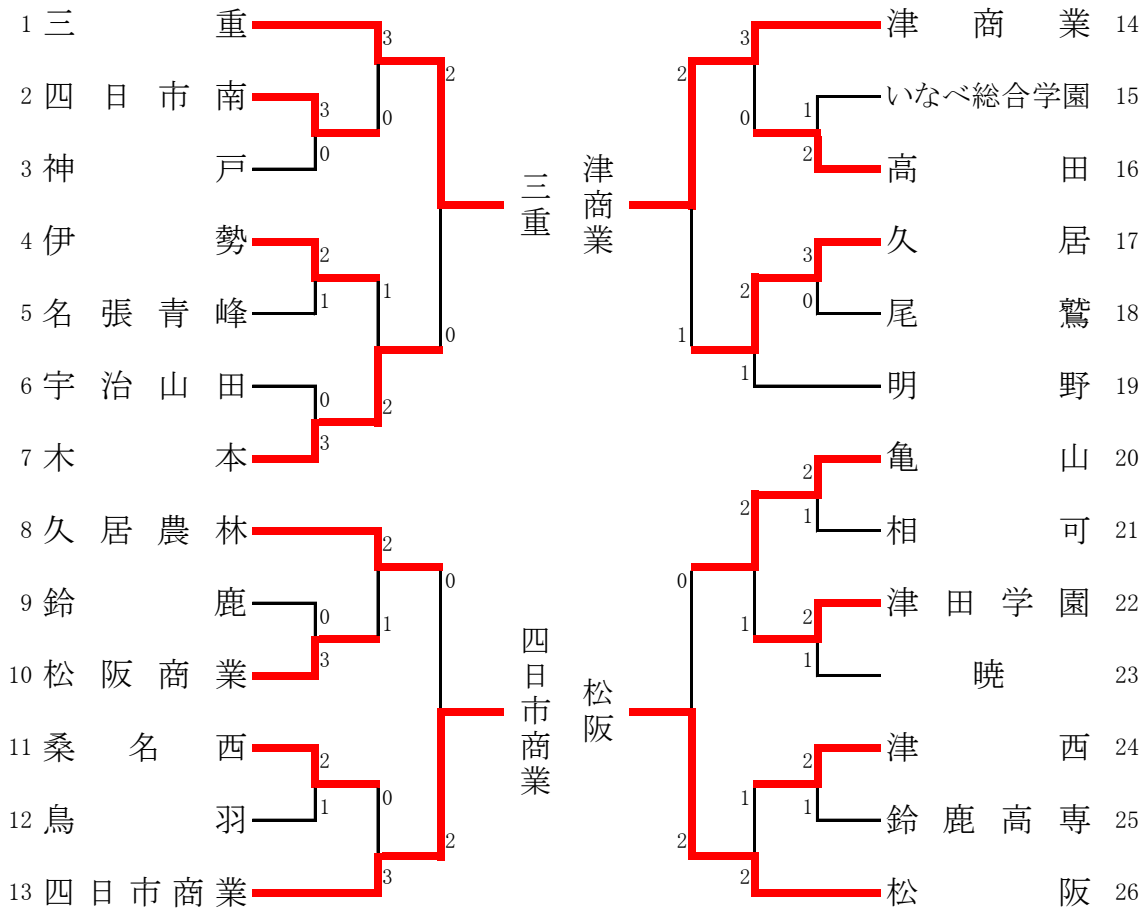 1 三重
2 四日市南
3 神戸
4 伊勢
5 名張青峰
6 宇治山田
7 木本
8 久居農林
9 鈴鹿
10 松阪商業
11 桑名西
12 鳥羽
13 四日市商業
3
2
3
0
0
2
1
1
0
0
3
2
2
0
1
0
3
2
1
0
3
2
三重
四日市商業
津商業
松阪
3
2
1
0
2
3
2
0
1
1
2
2
1
0
2
1
1
2
1
1
2
2
津商業 14
いなべ総合学園 15
高田 16
久居 17
尾鷲 18
明野 19
亀山 20
相可 21
津田学園 22
暁 23
津西 24
鈴鹿高専 25
松阪 26